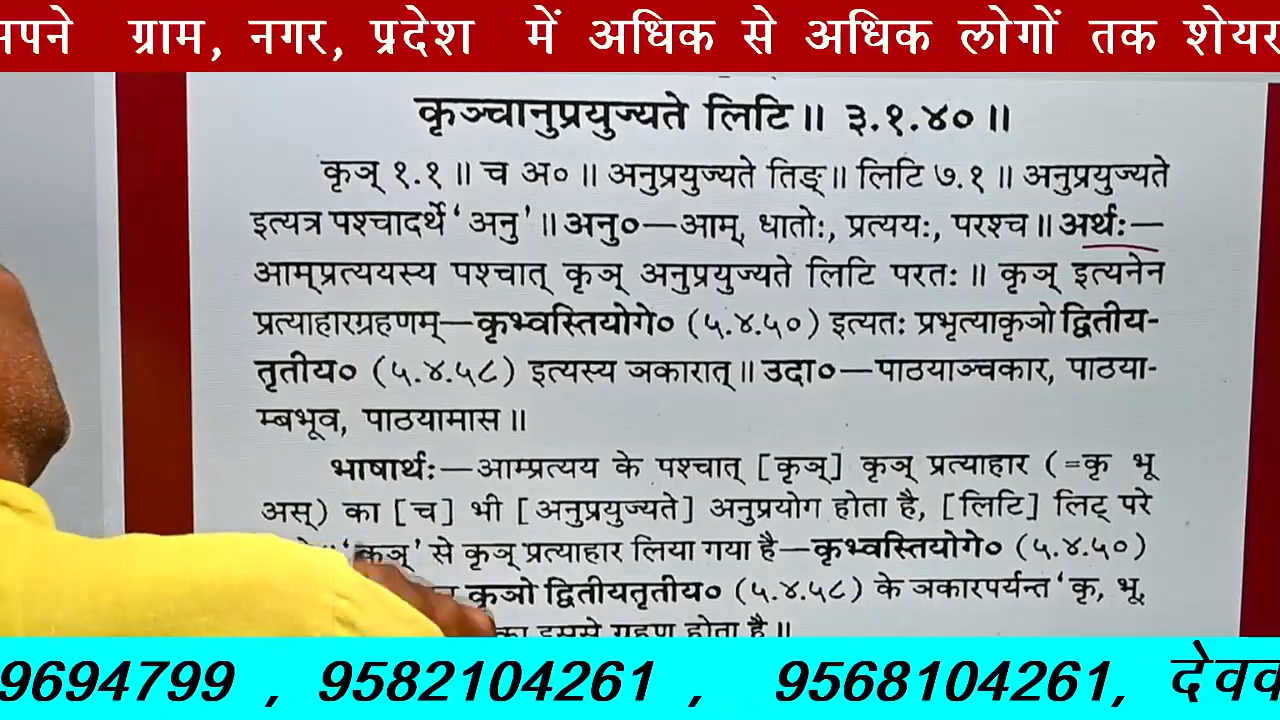 ग्राम, नगर, प्रदेश में अधिक से अधिक लोगों तक शेयर
कृञ्चानुप्रयुज्यते लिटि॥ ३.१.४०॥
कृञ् १.१॥ च अ०॥ अनुप्रयुज्यते तिङ्॥ लिटि ७.१॥ अनुप्रयुज्यते
इत्यत्र पश्चादर्थे ‘अनु’॥ अनु०—आम्, धातोः, प्रत्ययः, परश्च॥ अर्थः—
आम्प्रत्ययस्य पश्चात् कृञ् अनुप्रयुज्यते लिटि परतः॥ कृञ् इत्यनेन
प्रत्याहारग्रहणम्—कृभ्वस्तियोगे० (५.४.५०) इत्यतः प्रभृत्याकृञो द्वितीय-
तृतीय० (५.४.५८) इत्यस्य ञकारात्॥ उदा०—पाठयाञ्चकार, पाठया-
म्बभूव, पाठयामास॥
भाषार्थः—आम्प्रत्यय के पश्चात् [कृञ्] कृञ् प्रत्याहार (=कृ भू
अस्) का [च] भी [अनुप्रयुज्यते] अनुप्रयोग होता है, [लिटि] लिट् परे
‘कृञ्’ से कृञ् प्रत्याहार लिया गया है—कृभ्वस्तियोगे० (५.४.५०)
कृञो द्वितीयतृतीय० (५.४.५८) के ञकारपर्यन्त ‘कृ, भू,
का इससे ग्रहण होता है॥
9694799 , 9582104261 , 9568104261,